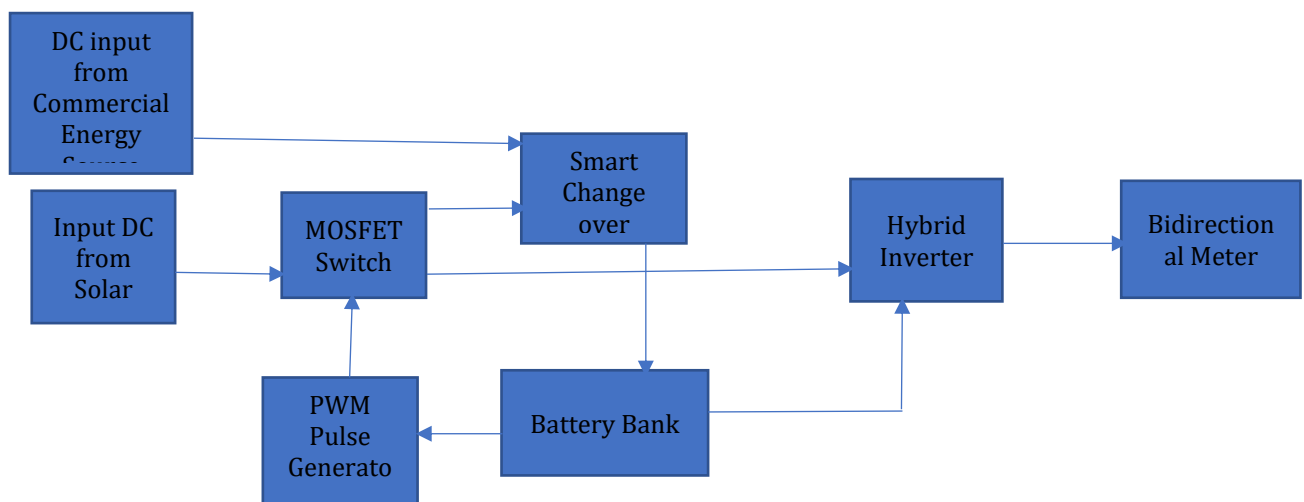 DC input
from
Commercial
Energy
Source
Input DC
from
Solar
MOSFET
Switch
Smart
Change
over
Hybrid
Inverter
Bidirection
al Meter
PWM
Pulse
Generato
Battery Bank